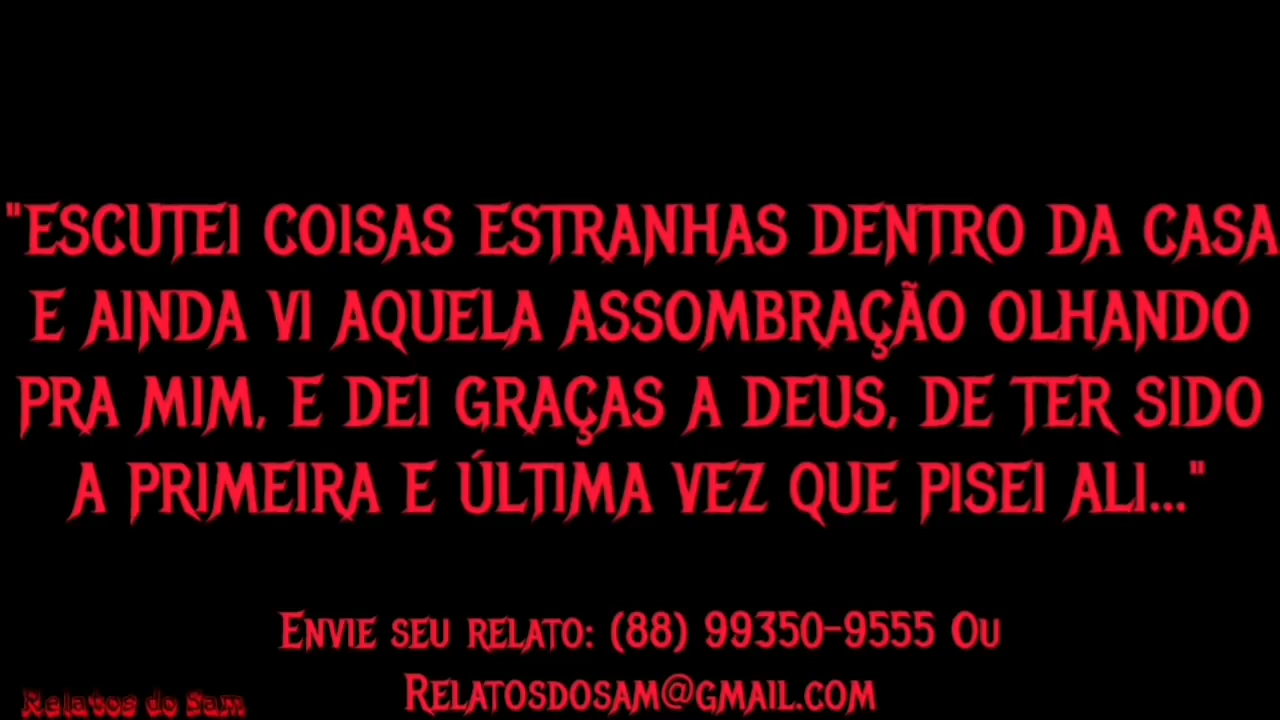 "ESCUTEI COISAS ESTRANHAS DENTRO DA CASA
E AINDA VI AQUELA ASSOMBRAÇÃO OLHANDO
PRA MIM, E DEI GRAÇAS A DEUS, DE TER SIDO
A PRIMEIRA E ÚLTIMA VEZ QUE PISEI ALI..."
ENVIE SEU RELATO: (88) 99350-9555 OU
RELATOSDOSAM@GMAIL.COM
Relatos do Sam